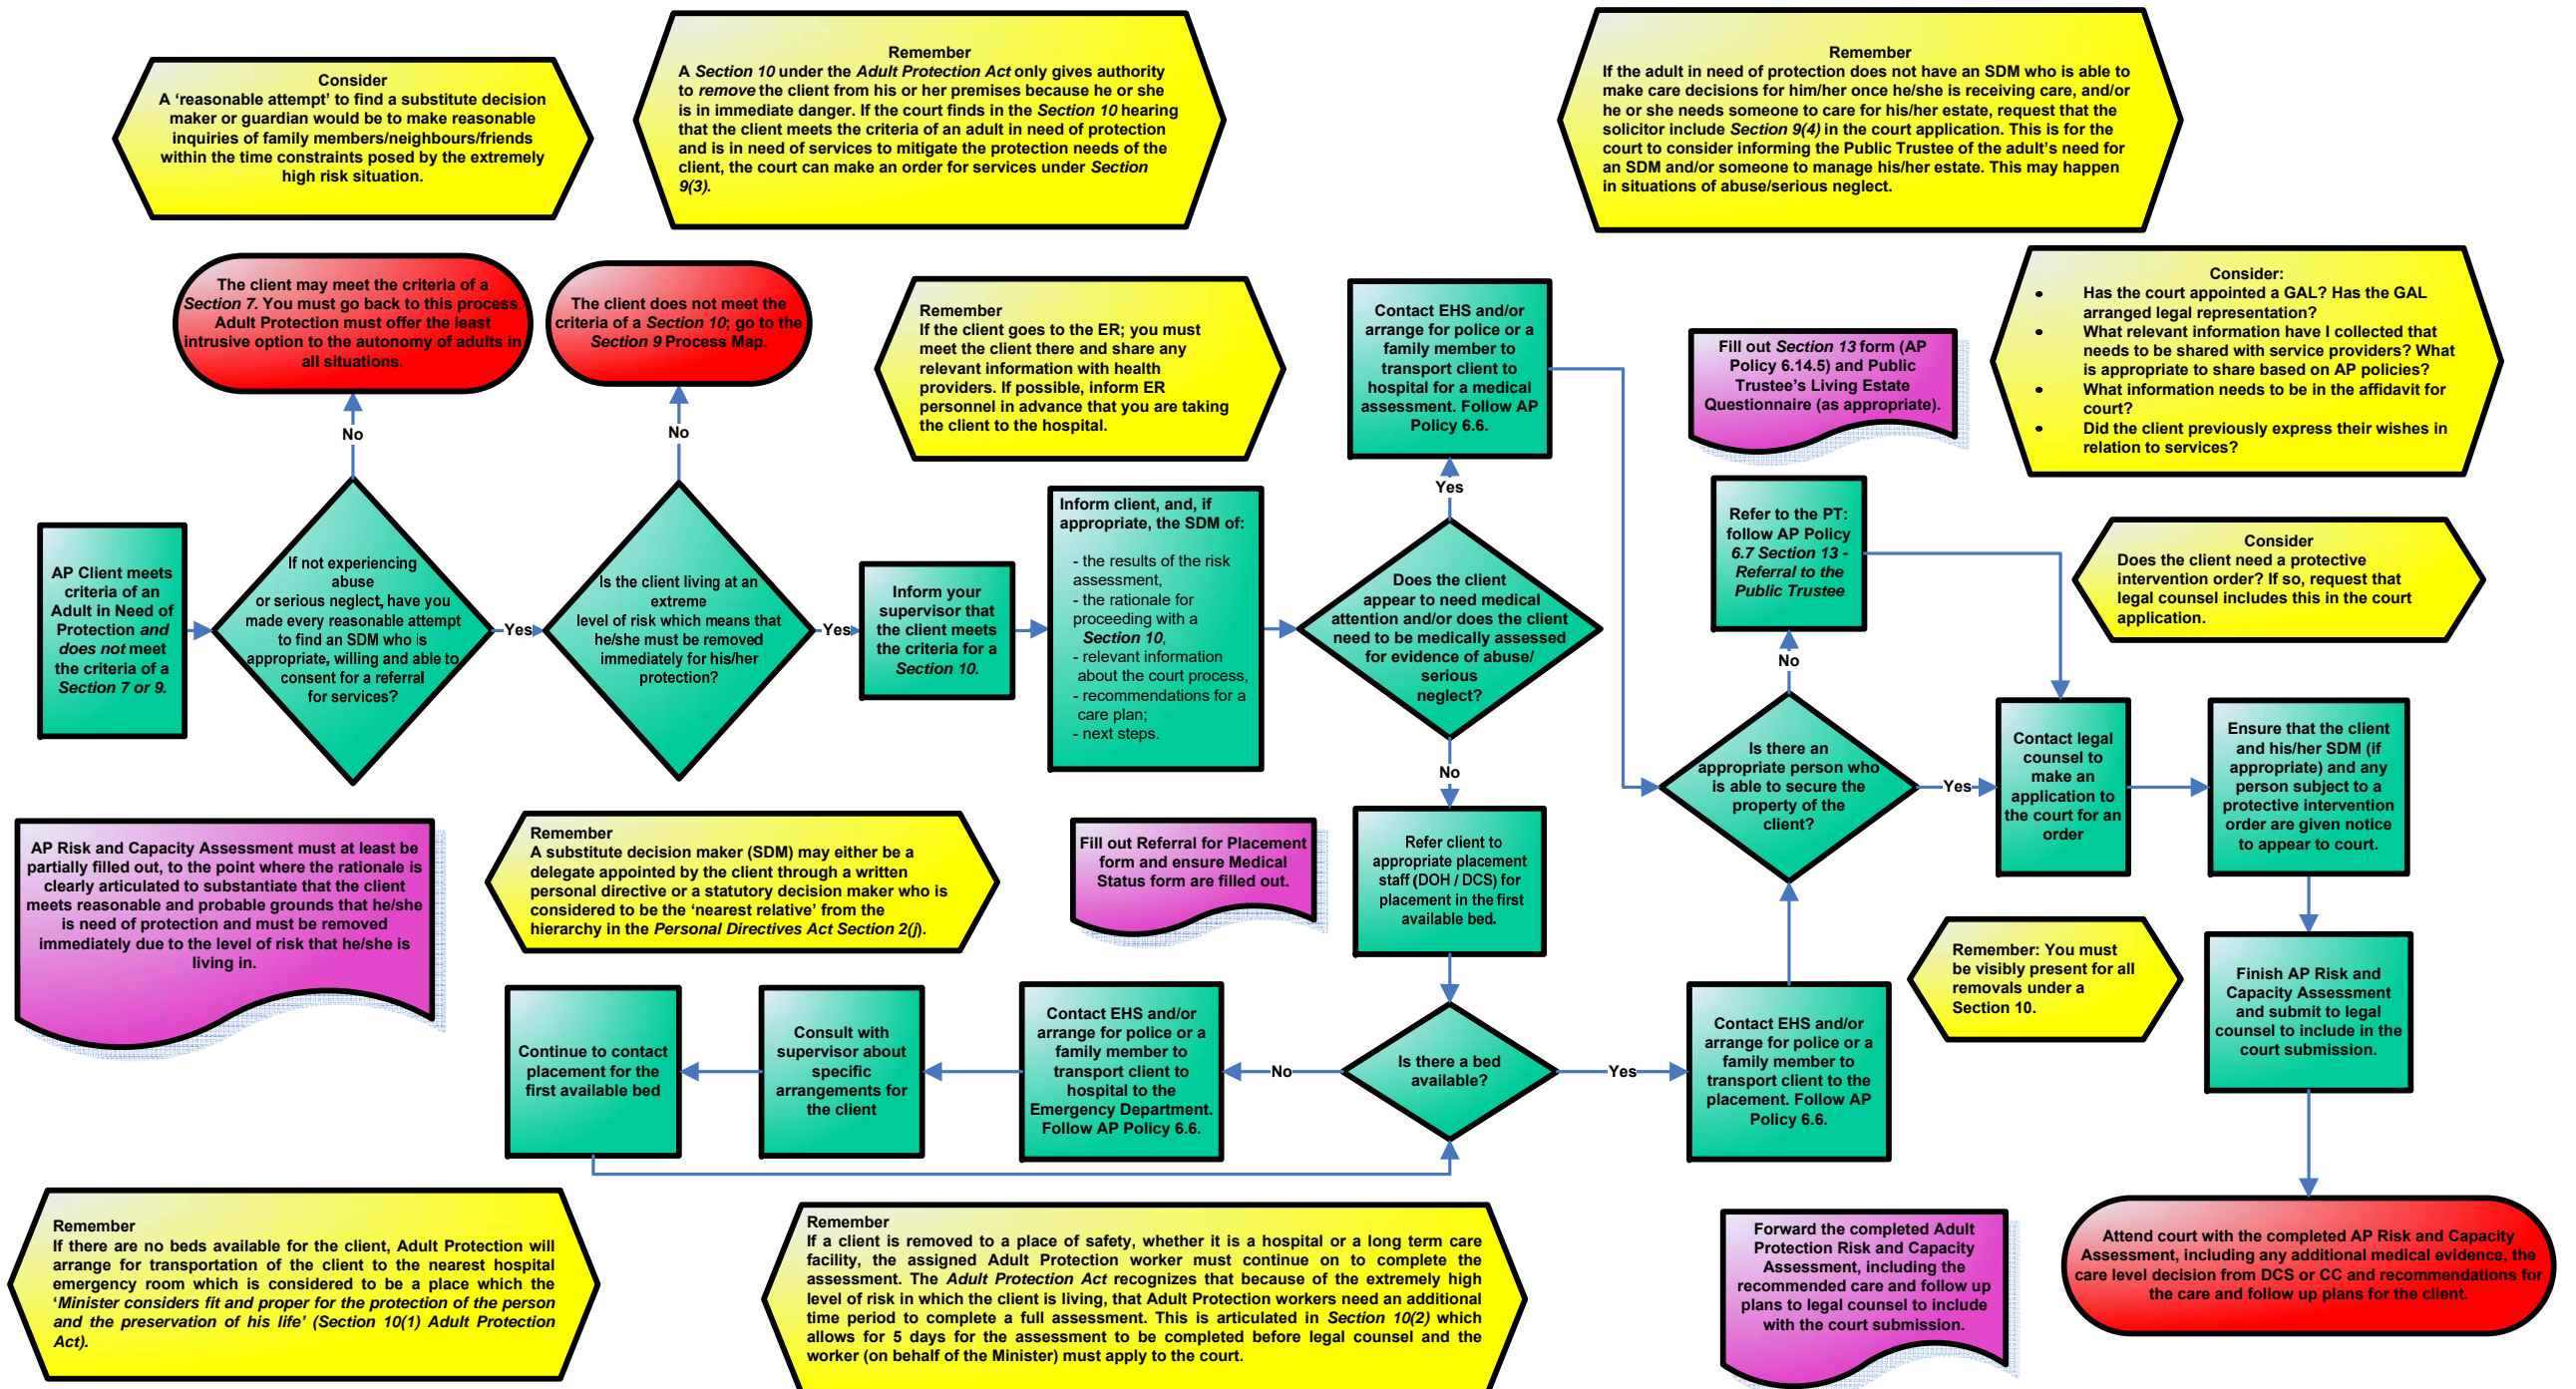 Consider
A 'reasonable attempt' to find a substitute decision
maker or guardian would be to make reasonable
inquiries of family members/neighbours/friends
within the time constraints posed by the extremely
high risk situation.
Remember
A Section 10 under the Adult Protection Act only gives authority
to remove the client from his or her premises because he or she
is in immediate danger. If the court finds in the Section 10 hearing
that the client meets the criteria of an adult in need of protection
and is in need of services to mitigate the protection needs of the
client, the court can make an order for services under Section
9(3).
Remember
If the adult in need of protection does not have an SDM who is able to
make care decisions for him/her once he/she is receiving care, and/or
he or she needs someone to care for his/her estate, request that the
solicitor include Section 9(4) in the court application. This is for the
court to consider informing the Public Trustee of the adult's need for
an SDM and/or someone to manage his/her estate. This may happen
in situations of abuse/serious neglect.
The client may meet the criteria of a
Section 7. You must go back to this process.
Adult Protection must offer the least
intrusive option to the autonomy of adults in
all situations.
The client does not meet the
criteria of a Section 10; go to the
Section 9 Process Map.
Remember
If the client goes to the ER; you must
meet the client there and share any
relevant information with health
providers. If possible, inform ER
personnel in advance that you are taking
the client to the hospital.
Contact EHS and/or
arrange for police or a
family member to
transport client to
hospital for a medical
assessment. Follow AP
Policy 6.6.
Fill out Section 13 form (AP
Policy 6.14.5) and Public
Trustee's Living Estate
Questionnaire (as appropriate).
Consider:
• Has the court appointed a GAL? Has the GAL
arranged legal representation?
• What relevant information have I collected that
needs to be shared with service providers? What
is appropriate to share based on AP policies?
• What information needs to be in the affidavit for
court?
• Did the client previously express their wishes in
relation to services?
No
No
Yes
AP Client meets
criteria of an
Adult in Need of
Protection and
does not meet
the criteria of a
Section 7 or 9.
If not experiencing
abuse
or serious neglect, have you
made every reasonable attempt
to find an SDM who is
appropriate, willing and able to
consent for a referral
for services?
Yes
Is the client living at an
extreme
level of risk which means that
he/she must be removed
immediately for his/her
protection?
Yes
Inform your
supervisor that
the client meets
the criteria for a
Section 10.
Inform client, and, if
appropriate, the SDM of:
- the results of the risk
assessment,
- the rationale for
proceeding with a
Section 10,
- relevant information
about the court process,
- recommendations for a
care plan;
- next steps.
Does the client
appear to need medical
attention and/or does the client
need to be medically assessed
for evidence of abuse/
serious
neglect?
No
Refer to the PT:
follow AP Policy
6.7 Section 13 -
Referral to the
Public Trustee
No
Is there an
appropriate person who
is able to secure the
property of the
client?
Yes
Consider
Does the client need a protective
intervention order? If so, request that
legal counsel includes this in the court
application.
Contact legal
counsel to
make an
application to
the court for an
order
Ensure that the client
and his/her SDM (if
appropriate) and any
person subject to a
protective intervention
order are given notice
to appear to court.
AP Risk and Capacity Assessment must at least be
partially filled out, to the point where the rationale is
clearly articulated to substantiate that the client
meets reasonable and probable grounds that he/she
is need of protection and must be removed
immediately due to the level of risk that he/she is
living in.
Remember
A substitute decision maker (SDM) may either be a
delegate appointed by the client through a written
personal directive or a statutory decision maker who is
considered to be the 'nearest relative' from the
hierarchy in the Personal Directives Act Section 2(j).
Fill out Referral for Placement
form and ensure Medical
Status form are filled out.
Refer client to
appropriate placement
staff (DOH / DCS) for
placement in the first
available bed.
Remember: You must
be visibly present for all
removals under a
Section 10.
Finish AP Risk and
Capacity Assessment
and submit to legal
counsel to include in the
court submission.
Continue to contact
placement for the
first available bed
Consult with
supervisor about
specific
arrangements for
the client
Contact EHS and/or
arrange for police or a
family member to
transport client to
hospital to the
Emergency Department.
Follow AP Policy 6.6.
No
Is there a bed
available?
Yes
Contact EHS and/or
arrange for police or a
family member to
transport client to the
placement. Follow AP
Policy 6.6.
Remember
If there are no beds available for the client, Adult Protection will
arrange for transportation of the client to the nearest hospital
emergency room which is considered to be a place which the
'Minister considers fit and proper for the protection of the person
and the preservation of his life' (Section 10(1) Adult Protection
Act).
Remember
If a client is removed to a place of safety, whether it is a hospital or a long term care
facility, the assigned Adult Protection worker must continue on to complete the
assessment. The Adult Protection Act recognizes that because of the extremely high
level of risk in which the client is living, that Adult Protection workers need an additional
time period to complete a full assessment. This is articulated in Section 10(2) which
allows for 5 days for the assessment to be completed before legal counsel and the
worker (on behalf of the Minister) must apply to the court.
Forward the completed Adult
Protection Risk and Capacity
Assessment, including the
recommended care and follow up
plans to legal counsel to include
with the court submission.
Attend court with the completed AP Risk and Capacity
Assessment, including any additional medical evidence, the
care level decision from DCS or CC and recommendations for
the care and follow up plans for the client.